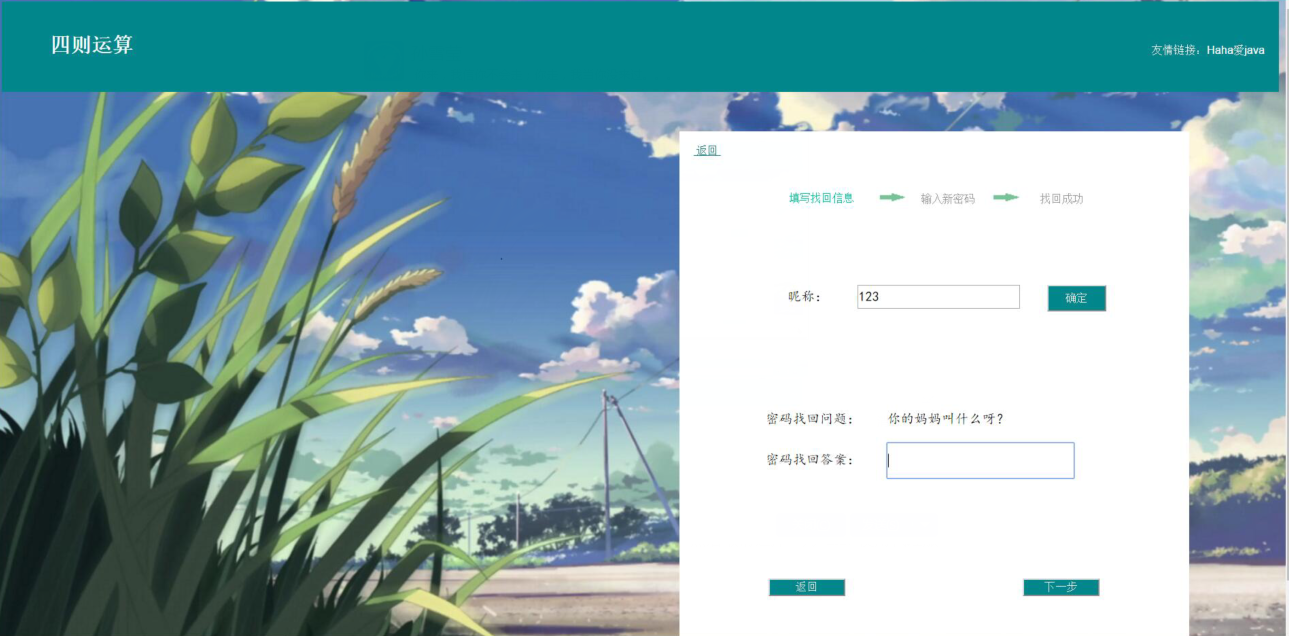 四则运算
友情链接：Haha爱java
返回
填写找回信息 输入新密码 找回成功
昵称： 123 确定
密码找回问题： 你的妈妈叫什么呀？
密码找回答案：
返回 下一步